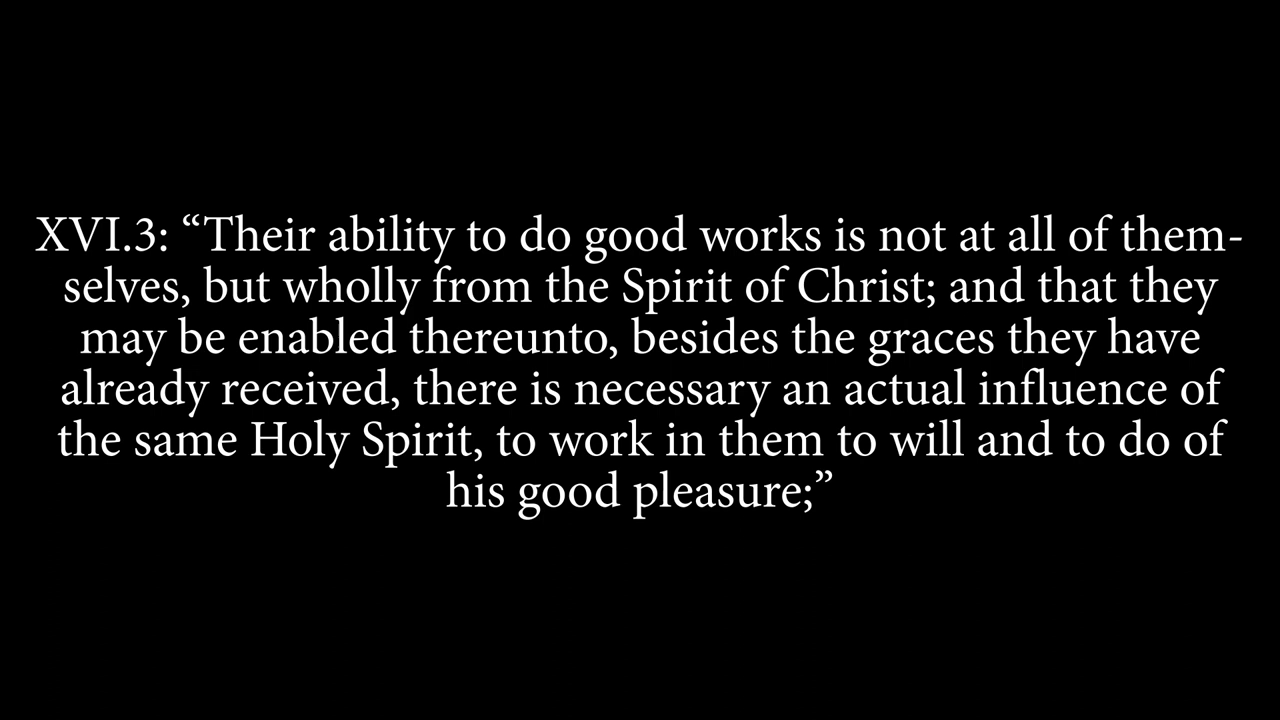 XVI.3: “Their ability to do good works is not at all of them-
selves, but wholly from the Spirit of Christ; and that they
may be enabled thereunto, besides the graces they have
already received, there is necessary an actual influence of
the same Holy Spirit, to work in them to will and to do of
his good pleasure;”